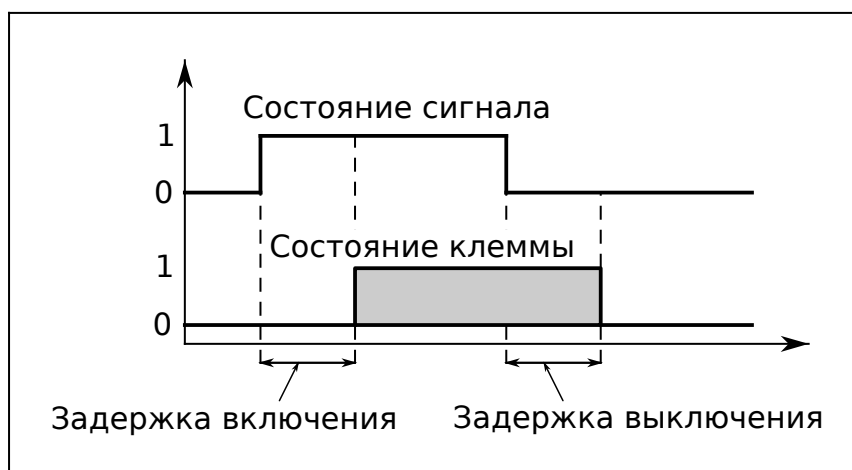 Состояние сигнала
1
0
Состояние клеммы
1
0
Задержка включения
Задержка выключения